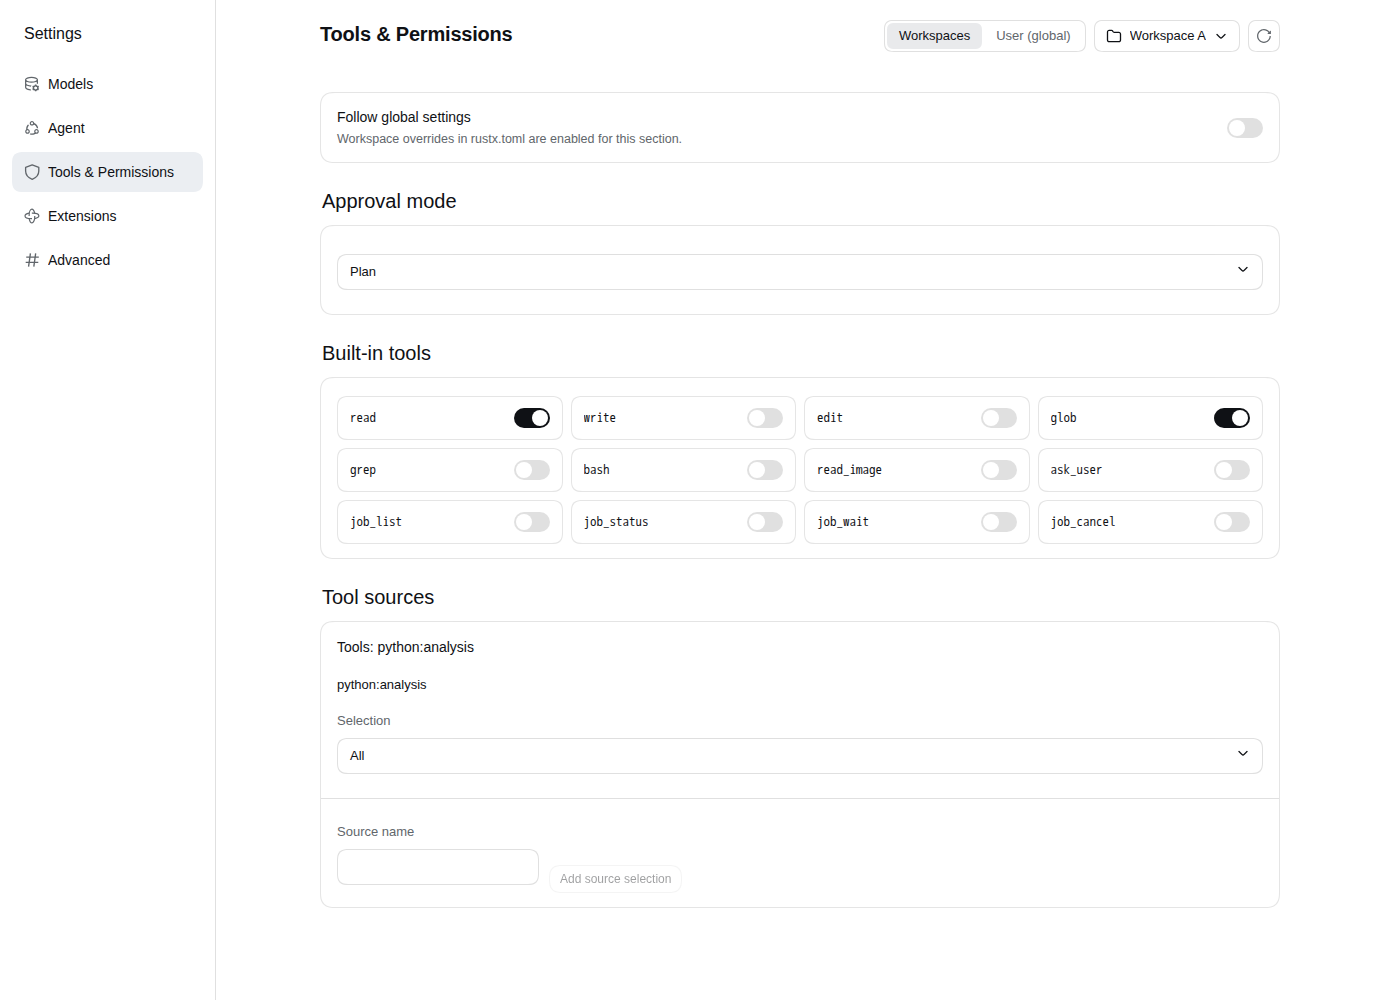 Settings
Models
Agent
Tools & Permissions
Extensions
Advanced
Tools & Permissions
Workspaces
User (global)
Workspace A
Follow global settings
Workspace overrides in rustx.toml are enabled for this section.
Approval mode
Plan
Built-in tools
read
write
edit
glob
grep
bash
read_image
ask_user
job_list
job_status
job_wait
job_cancel
Tool sources
Tools: python:analysis
python:analysis
Selection
All
Source name
Add source selection